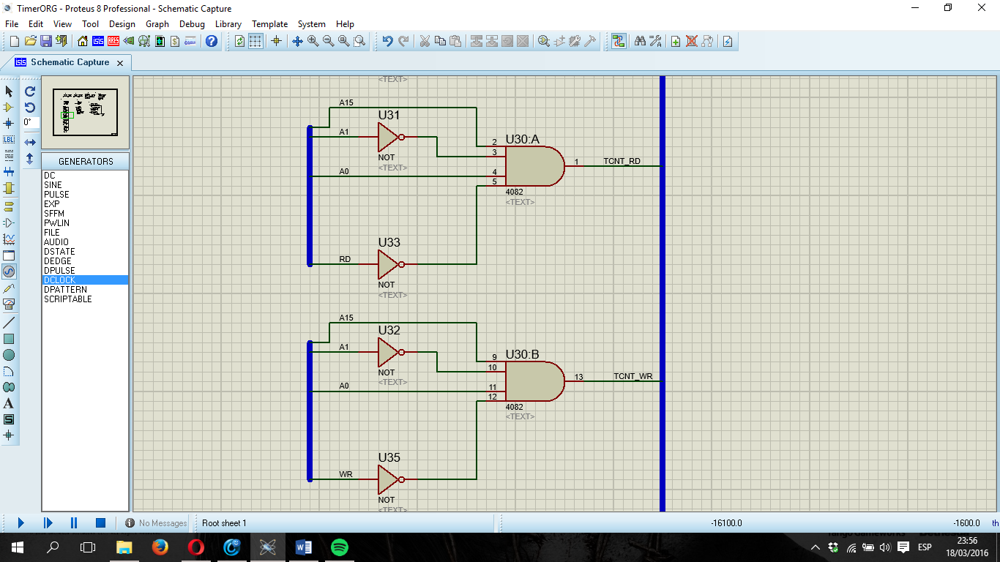 TimerORG - Proteus 8 Professional - Schematic Capture
File Edit View Tool Design Graph Debug Library Template System Help
Schematic Capture
0°
LBL
GENERATORS
DC
SINE
PULSE
EXP
SFFM
PWLIN
FILE
AUDIO
DSTATE
DEDGE
DPULSE
DCLOCK
DPATTERN
SCRIPTABLE
<TEXT>
A15
U31
A1
NOT
<TEXT>
A0
2
3
4
5
U30:A
4082
<TEXT>
1
TCNT_RD
U33
RD
NOT
<TEXT>
A15
U32
A1
NOT
<TEXT>
A0
9
10
11
12
U30:B
4082
<TEXT>
13
TCNT_WR
U35
WR
NOT
<TEXT>
No Messages
Root sheet 1
-16100.0
-1600.0
th
ESP
23:56
18/03/2016